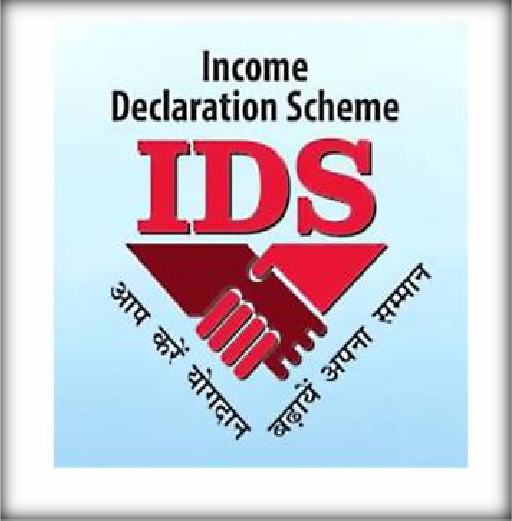 Income
Declaration Scheme
IDS
आप करें योगदान
बढ़ायें अपना सम्मान